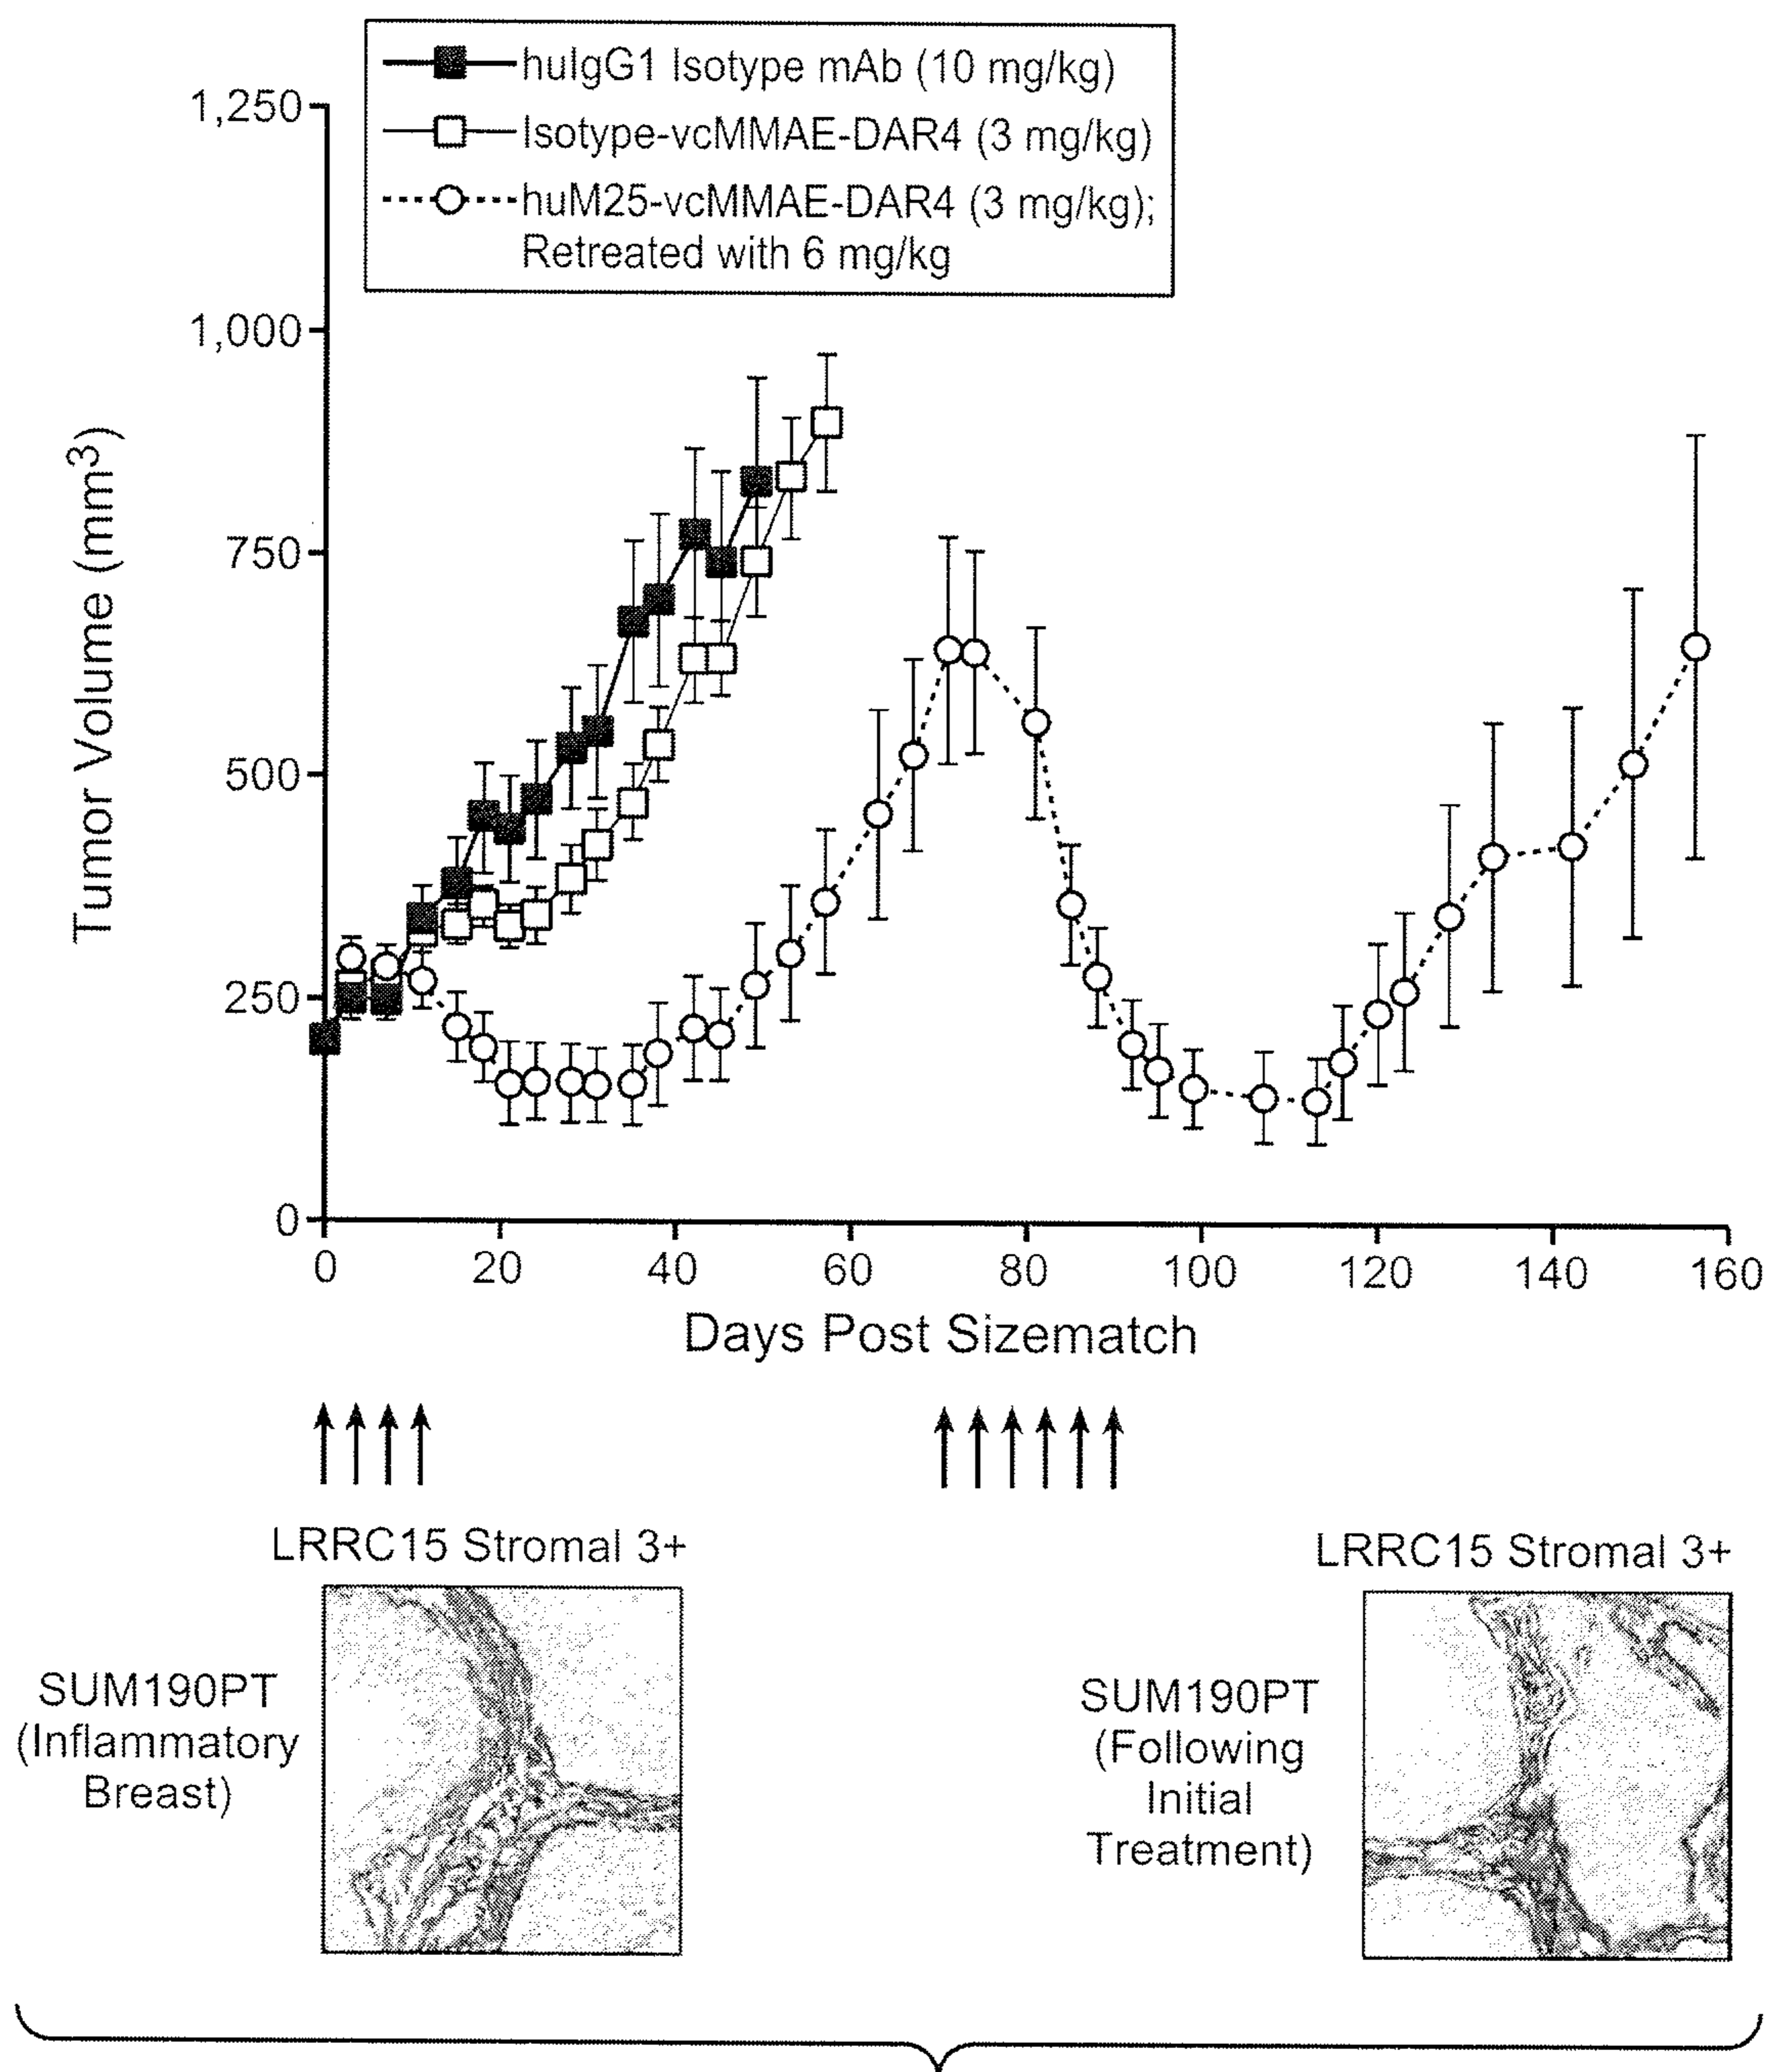 huIgG1 Isotype mAb (10 mg/kg)
Isotype-vcMMAE-DAR4 (3 mg/kg)
huM25-vcMMAE-DAR4 (3 mg/kg);
Retreated with 6 mg/kg
1,250
1,000
750
500
250
0
Tumor Volume (mm3)
0 20 40 60 80 100 120 140 160
Days Post Sizematch
LRRC15 Stromal 3+
LRRC15 Stromal 3+
SUM190PT
(Inflammatory
Breast)
SUM190PT
(Following
Initial
Treatment)